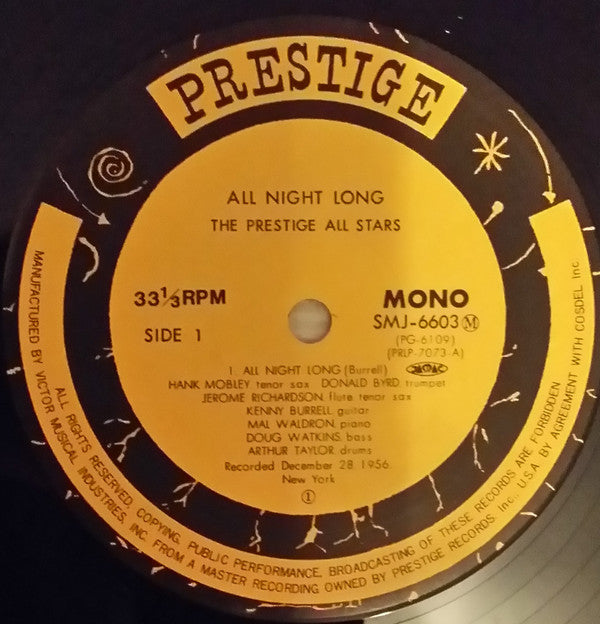 PRESTIGE
ALL NIGHT LONG
THE PRESTIGE ALL STARS
33⅓RPM
SIDE 1
MONO
SMJ-6603 Ⓜ
(PG-6109)
(PRLP-7073-A)
1. ALL NIGHT LONG (Burrell)
HANK MOBLEY tenor sax DONALD BYRD, trumpet
JEROME RICHARDSON, flute tenor sax
KENNY BURRELL guitar
MAL WALDRON, piano
DOUG WATKINS, bass
ARTHUR TAYLOR drums
Recorded December 28 1956,
New York
①
MANUFACTURED BY VICTOR MUSICAL INDUSTRIES, INC. FROM A MASTER RECORDING OWNED BY PRESTIGE RECORDS, Inc., U.S.A. BY AGREEMENT WITH COSDEL Inc
ALL RIGHTS RESERVED, COPYING, PUBLIC PERFORMANCE, BROADCASTING OF THESE RECORDS ARE FORBIDDEN